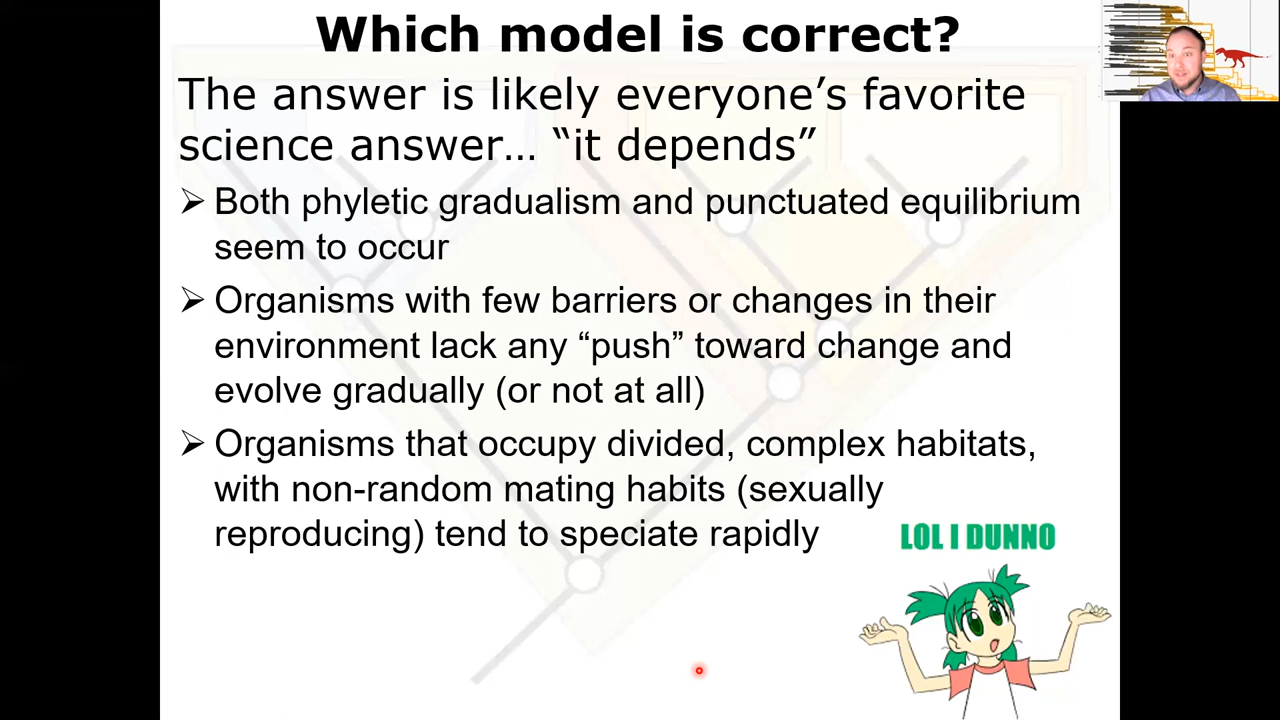 Which model is correct?
The answer is likely everyone’s favorite
science answer… “it depends”
➢ Both phyletic gradualism and punctuated equilibrium
seem to occur
➢ Organisms with few barriers or changes in their
environment lack any “push” toward change and
evolve gradually (or not at all)
➢ Organisms that occupy divided, complex habitats,
with non-random mating habits (sexually
reproducing) tend to speciate rapidly
LOL I DUNNO